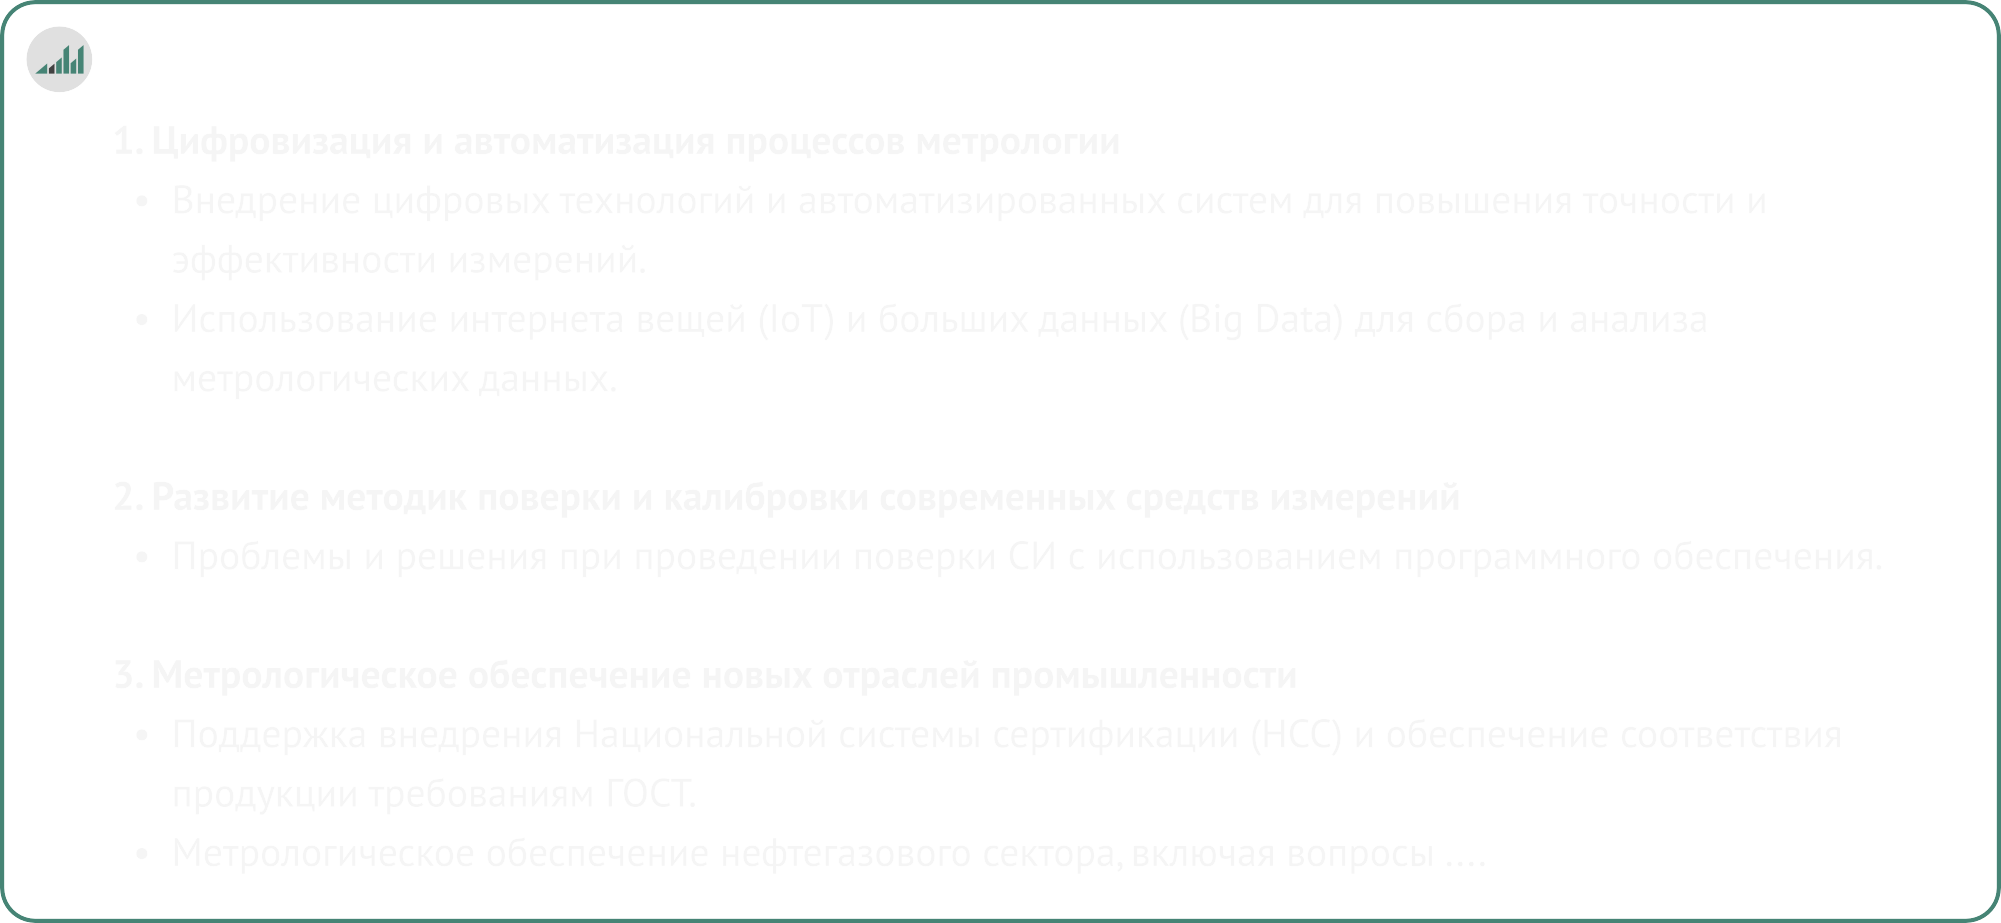 1. Цифровизация и автоматизация процессов метрологии
• Внедрение цифровых технологий и автоматизированных систем для повышения точности и
эффективности измерений.
• Использование интернета вещей (IoT) и больших данных (Big Data) для сбора и анализа
метрологических данных.
2. Развитие методик поверки и калибровки современных средств измерений
• Проблемы и решения при проведении поверки СИ с использованием программного обеспечения.
3. Метрологическое обеспечение новых отраслей промышленности
• Поддержка внедрения Национальной системы сертификации (НСС) и обеспечение соответствия
продукции требованиям ГОСТ.
• Метрологическое обеспечение нефтегазового сектора, включая вопросы ....